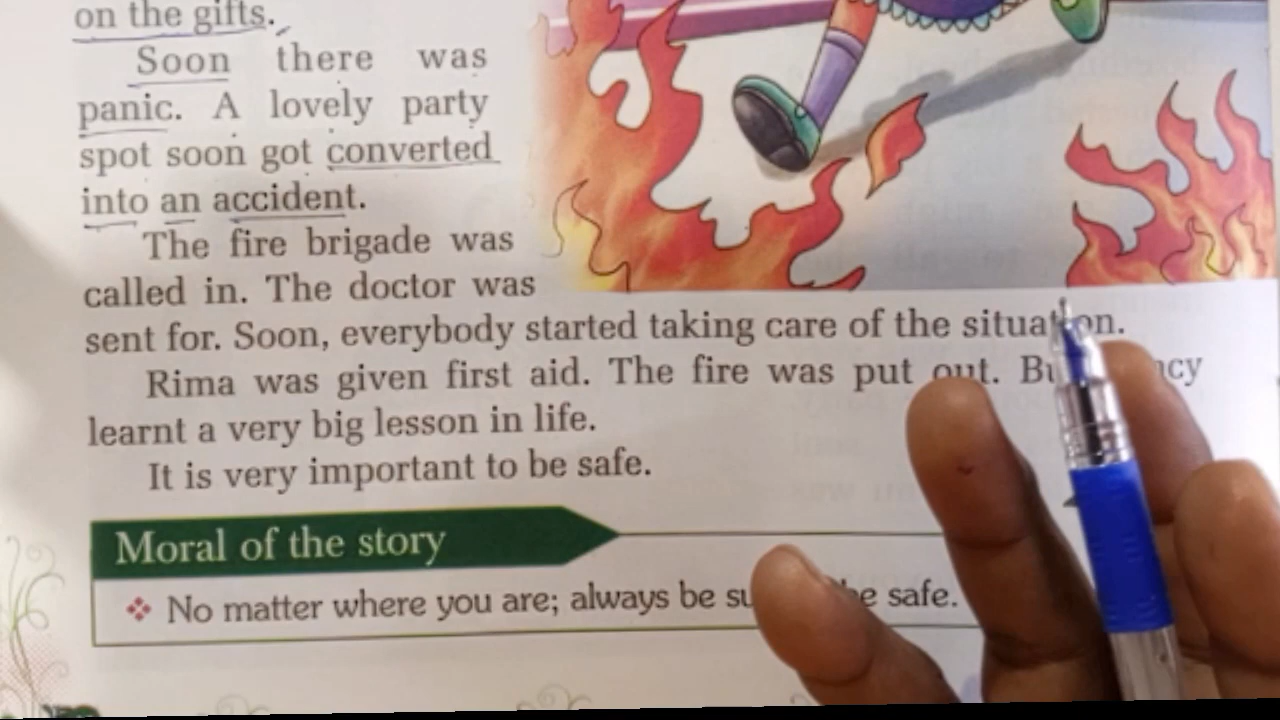 on the gifts.
Soon there was
panic. A lovely party
spot soon got converted
into an accident.
The fire brigade was
called in. The doctor was
sent for. Soon, everybody started taking care of the situation.
Rima was given first aid. The fire was put out.
learnt a very big lesson in life.
It is very important to be safe.
Moral of the story
No matter where you are; always be safe.